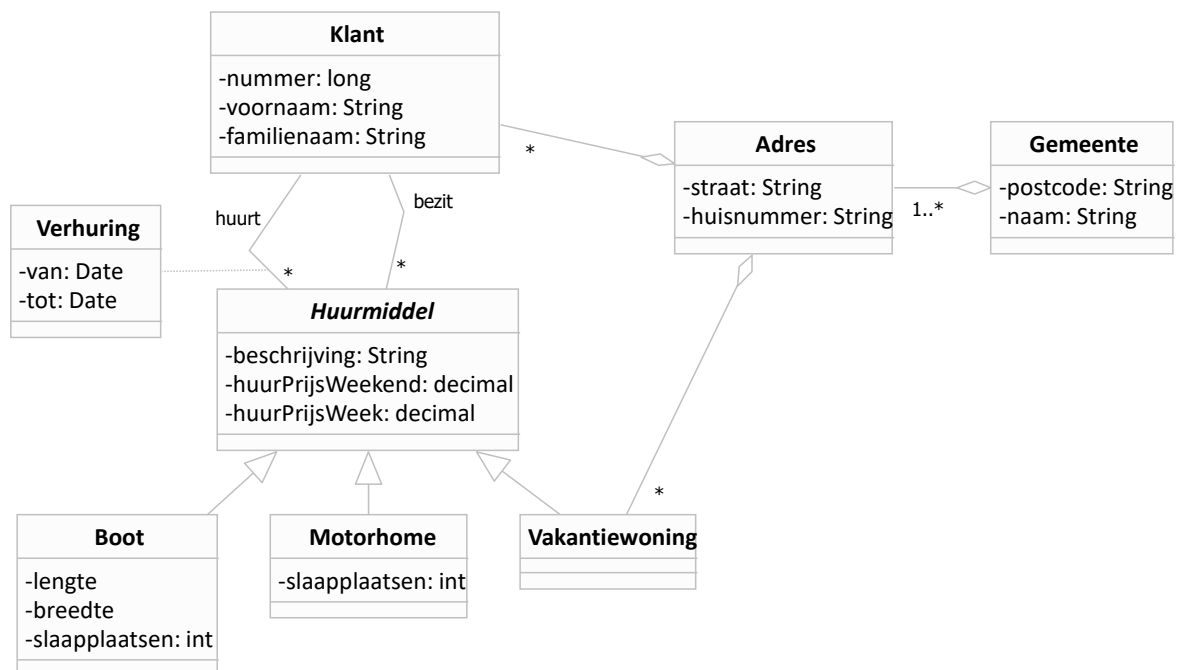 Klant
-nummer: long
-voornaam: String
-familienaam: String
*
Adres
-straat: String
-huisnummer: String
1..*
Gemeente
-postcode: String
-naam: String
huurt
bezit
Verhuring
-van: Date
-tot: Date
*
*
Huurmiddel
-beschrijving: String
-huurPrijsWeekend: decimal
-huurPrijsWeek: decimal
*
Boot
-lengte
-breedte
-slaapplaatsen: int
Motorhome
-slaapplaatsen: int
Vakantiewoning